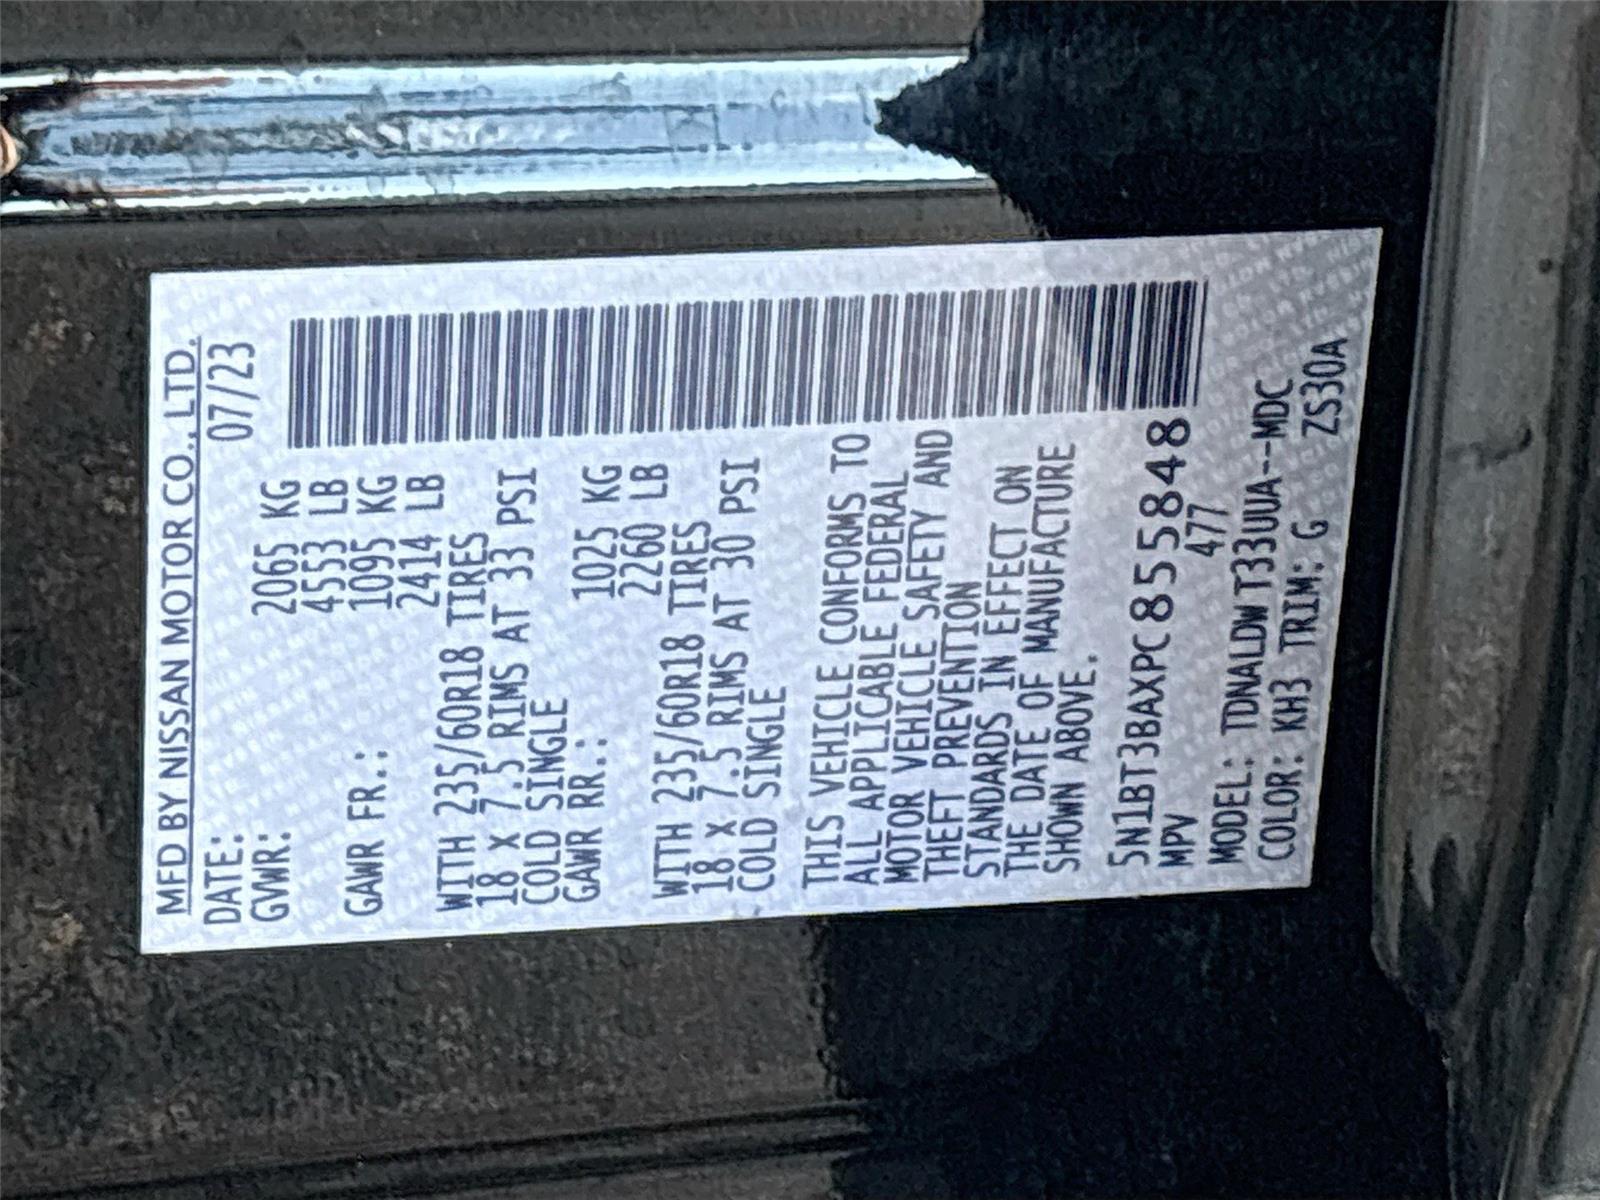 MFD BY NISSAN MOTOR CO., LTD.
DATE: 07/23
GVWR: 2065 KG
4553 LB
GAWR FR.: 1095 KG
2414 LB
WITH 235/60R18 TIRES
18 X 7.5 RIMS AT 33 PSI
COLD SINGLE
GAWR RR.: 1025 KG
2260 LB
WITH 235/60R18 TIRES
18 X 7.5 RIMS AT 30 PSI
COLD SINGLE
THIS VEHICLE CONFORMS TO
ALL APPLICABLE FEDERAL
MOTOR VEHICLE SAFETY AND
THEFT PREVENTION
STANDARDS IN EFFECT ON
THE DATE OF MANUFACTURE
SHOWN ABOVE.
5N1BT3BAXPC855848
MPV 477
MODEL: TDNALDW T33UUA--MDC
COLOR: KH3 TRIM: G ZS30A